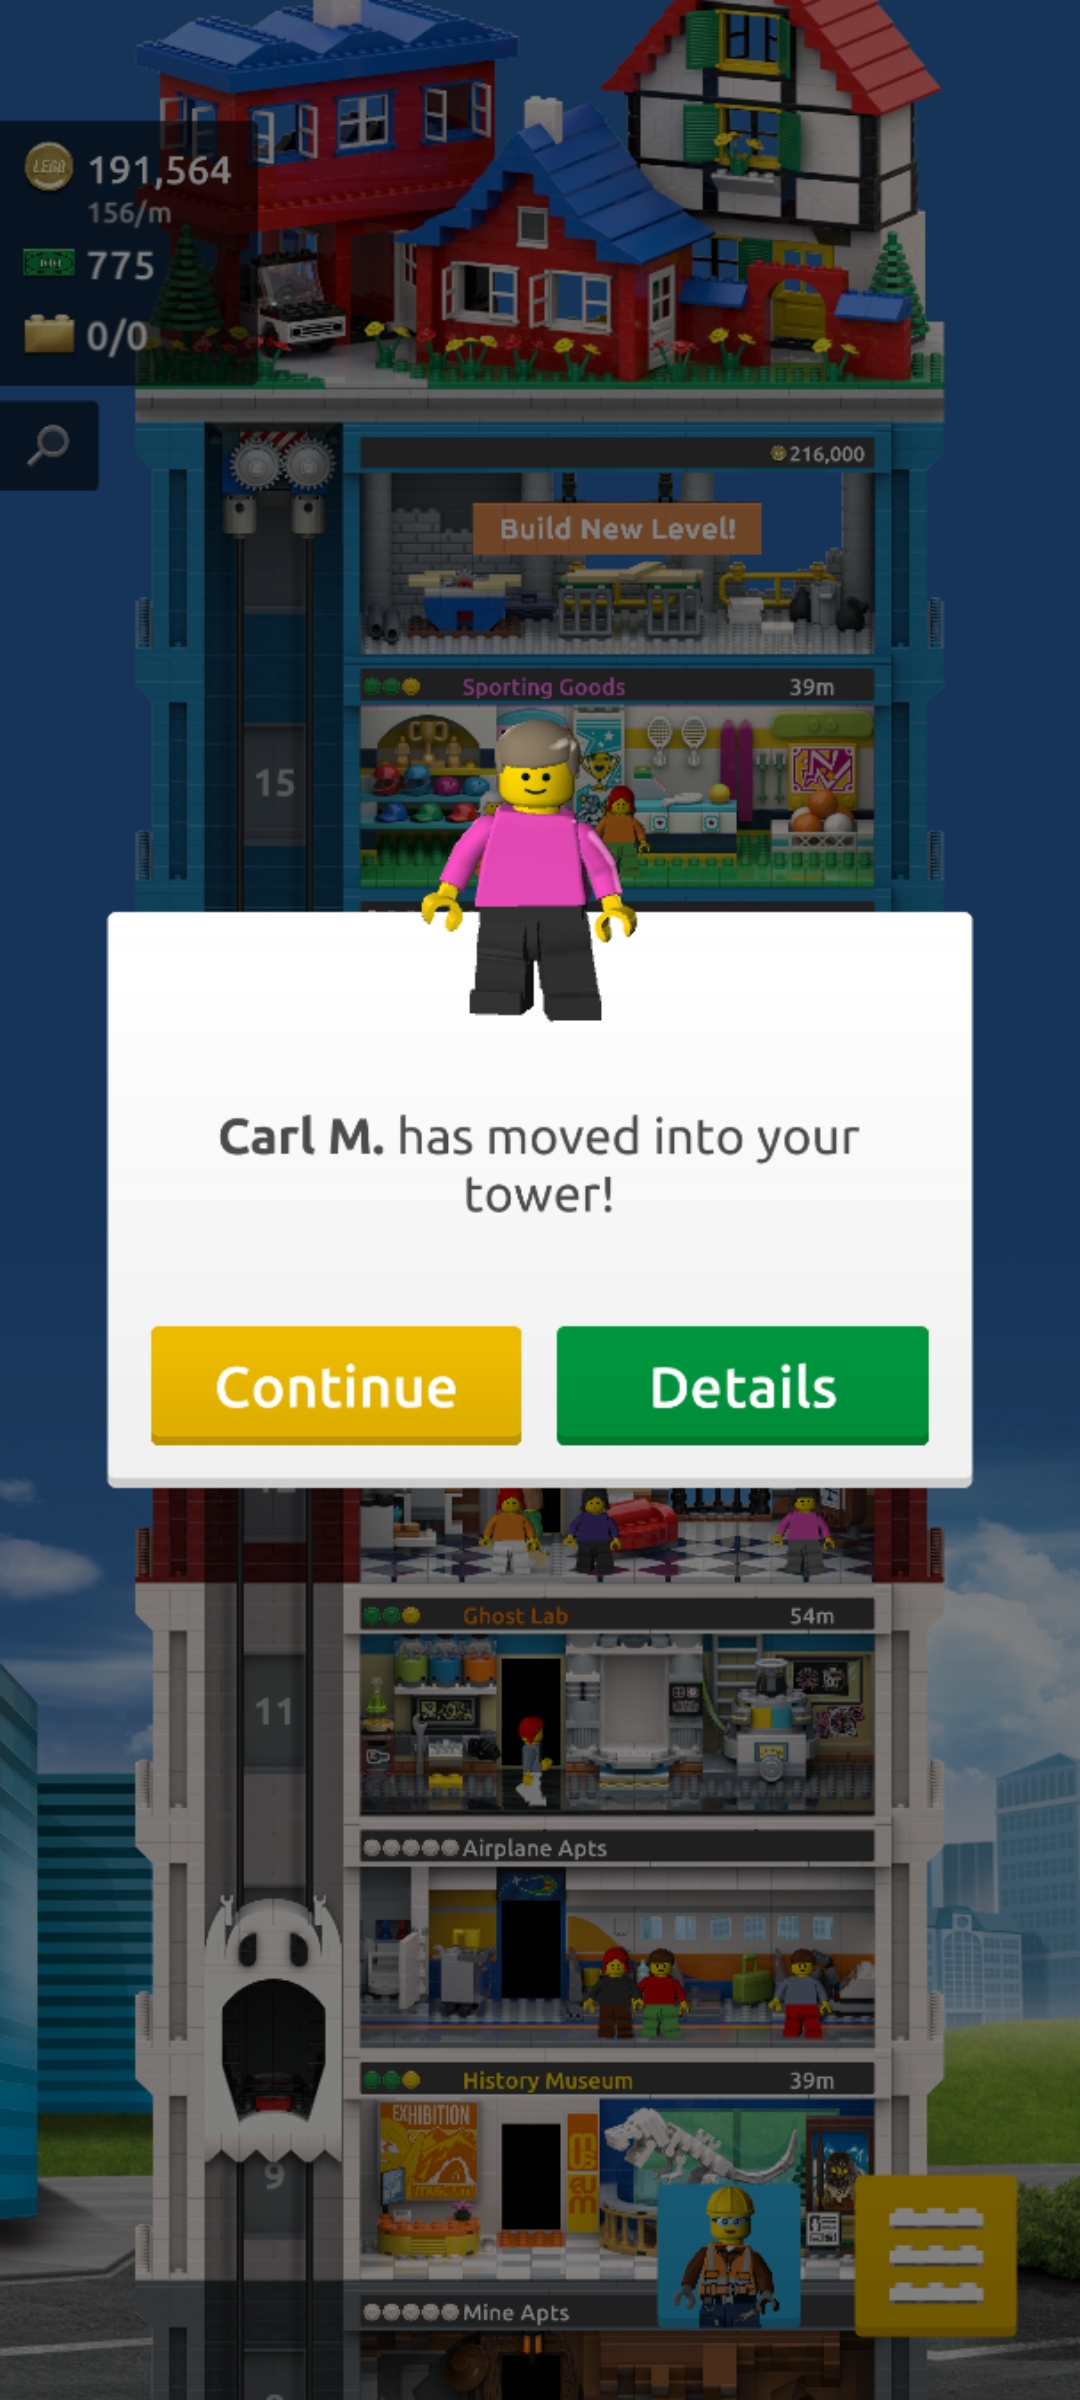 LEGO 191,564
156/m
775
0/0
216,000
Build New Level!
Sporting Goods 39m
15
Carl M. has moved into your
tower!
Continue Details
Ghost Lab 54m
11
Airplane Apts
History Museum 39m
EXHIBITION
museum
9
Mine Apts